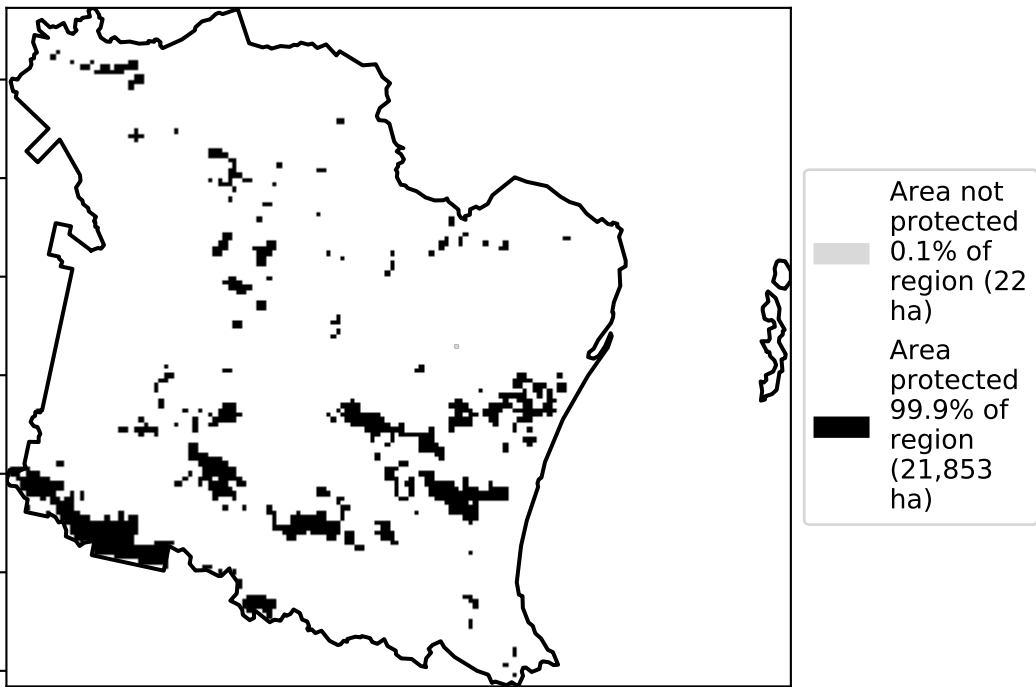 Area not
protected
0.1% of
region (22
ha)
Area
protected
99.9% of
region
(21,853
ha)